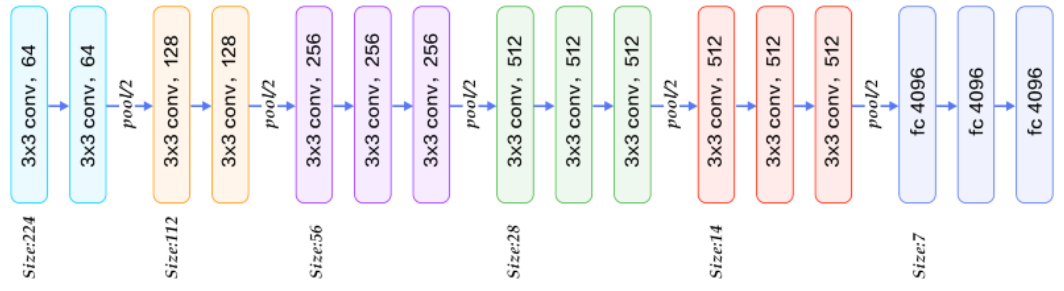 3x3 conv, 64
3x3 conv, 64
pool/2
3x3 conv, 128
3x3 conv, 128
pool/2
3x3 conv, 256
3x3 conv, 256
3x3 conv, 256
pool/2
3x3 conv, 512
3x3 conv, 512
3x3 conv, 512
pool/2
3x3 conv, 512
3x3 conv, 512
3x3 conv, 512
pool/2
fc 4096
fc 4096
fc 4096
Size:224
Size:112
Size:56
Size:28
Size:14
Size:7